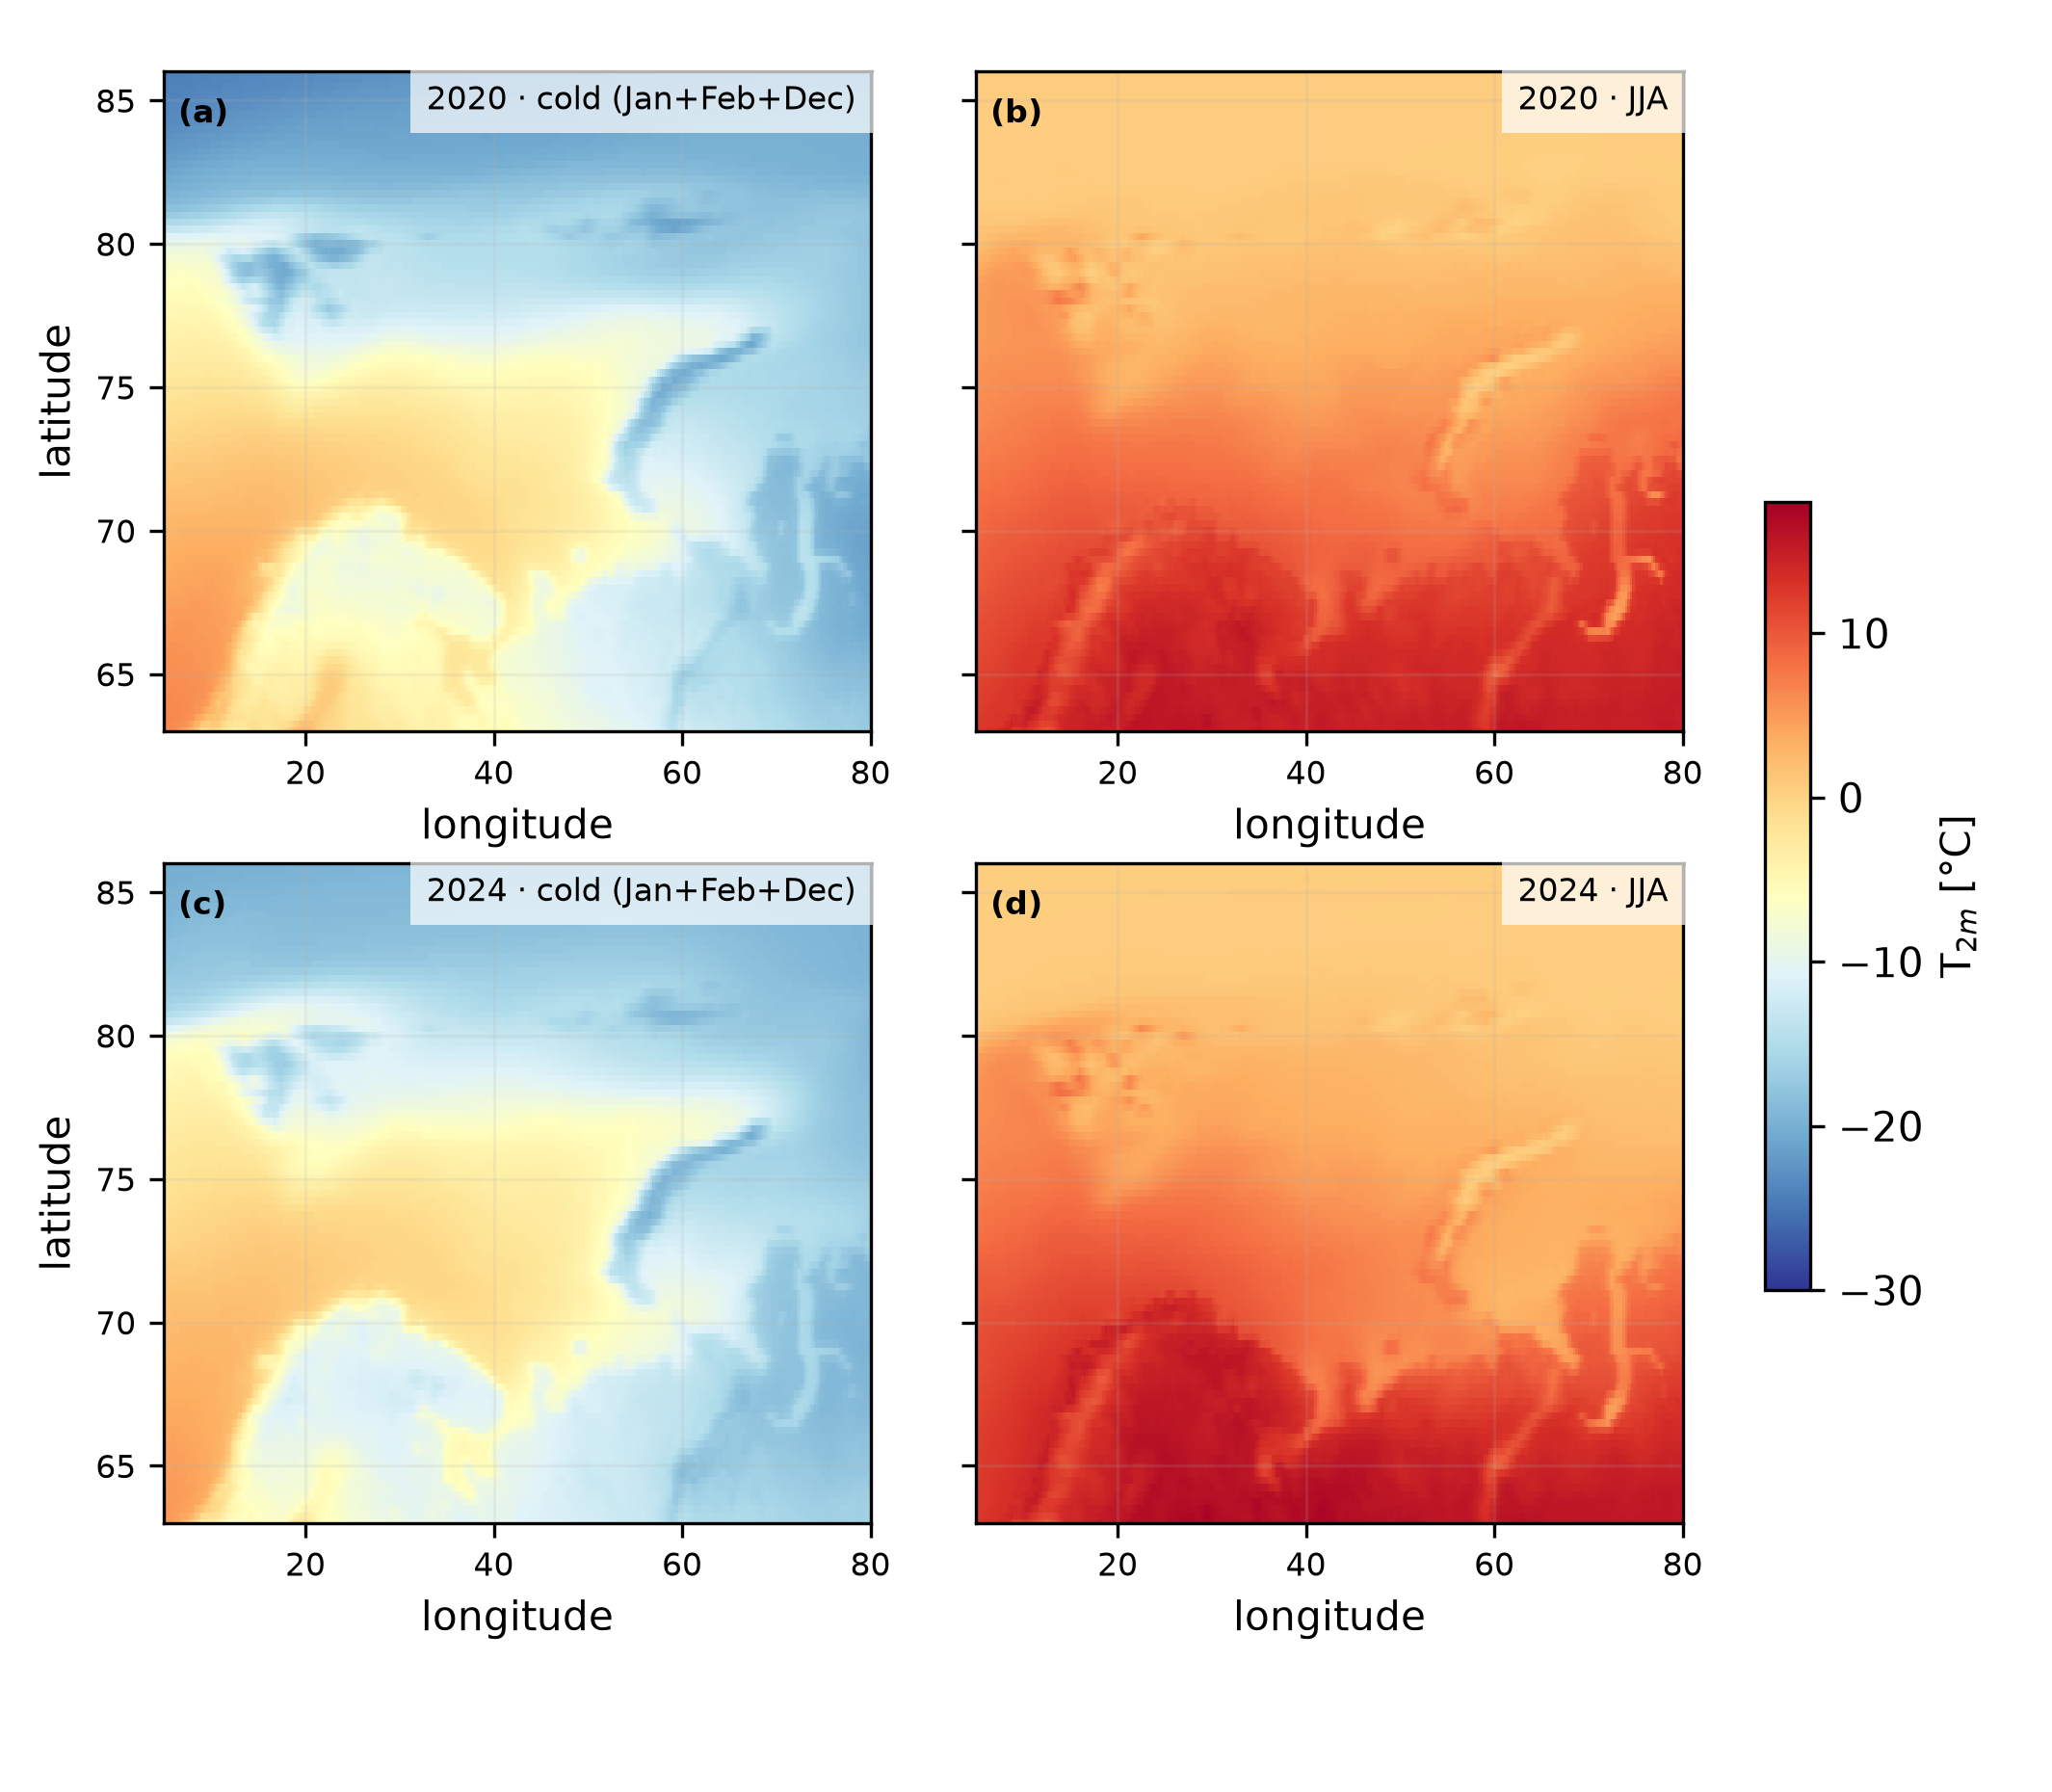 (a) 2020 · cold (Jan+Feb+Dec)
(b) 2020 · JJA
85
80
75
70
65
latitude
20 40 60 80
longitude
20 40 60 80
longitude
(c) 2024 · cold (Jan+Feb+Dec)
(d) 2024 · JJA
85
80
75
70
65
latitude
20 40 60 80
longitude
20 40 60 80
longitude
10
0
−10
−20
−30
T2m [°C]